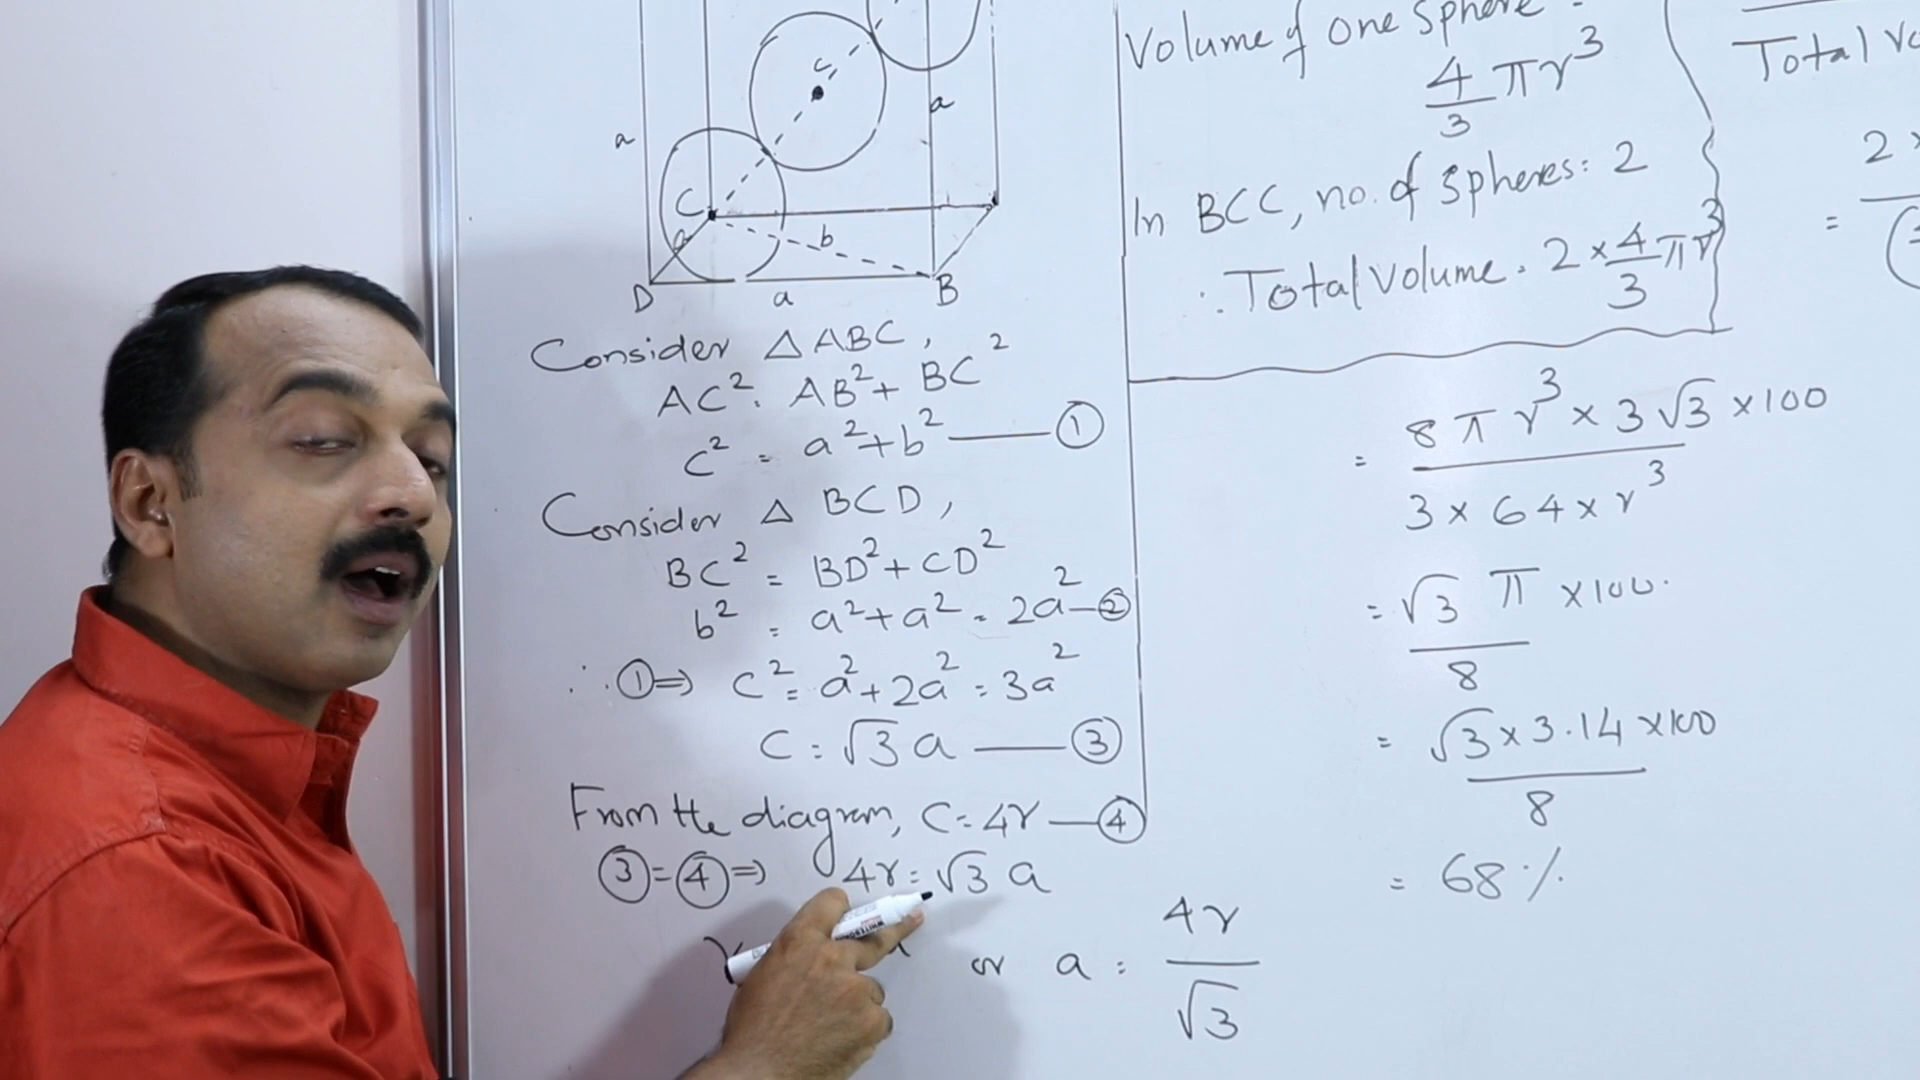 c
a
a
C
a
b
D
a
B
Consider △ ABC,
AC² = AB² + BC²
c² = a² + b² —— ①
Consider △ BCD,
BC² = BD² + CD²
b² = a² + a² = 2a² — ②
∴ ① ⇒ c² = a² + 2a² = 3a²
C = √3 a —— ③
From the diagram, C = 4r — ④
③ = ④ ⇒ 4r = √3 a
or a = 4r/√3
Volume of one sphere =
4/3 πr³
In BCC, no. of spheres: 2
∴ Total volume = 2 × 4/3 πr³
= 8πr³ × 3√3 × 100 / 3 × 64 × r³
= √3 π / 8 × 100
= √3 × 3.14 × 100 / 8
= 68 %
Total
= 2 ×